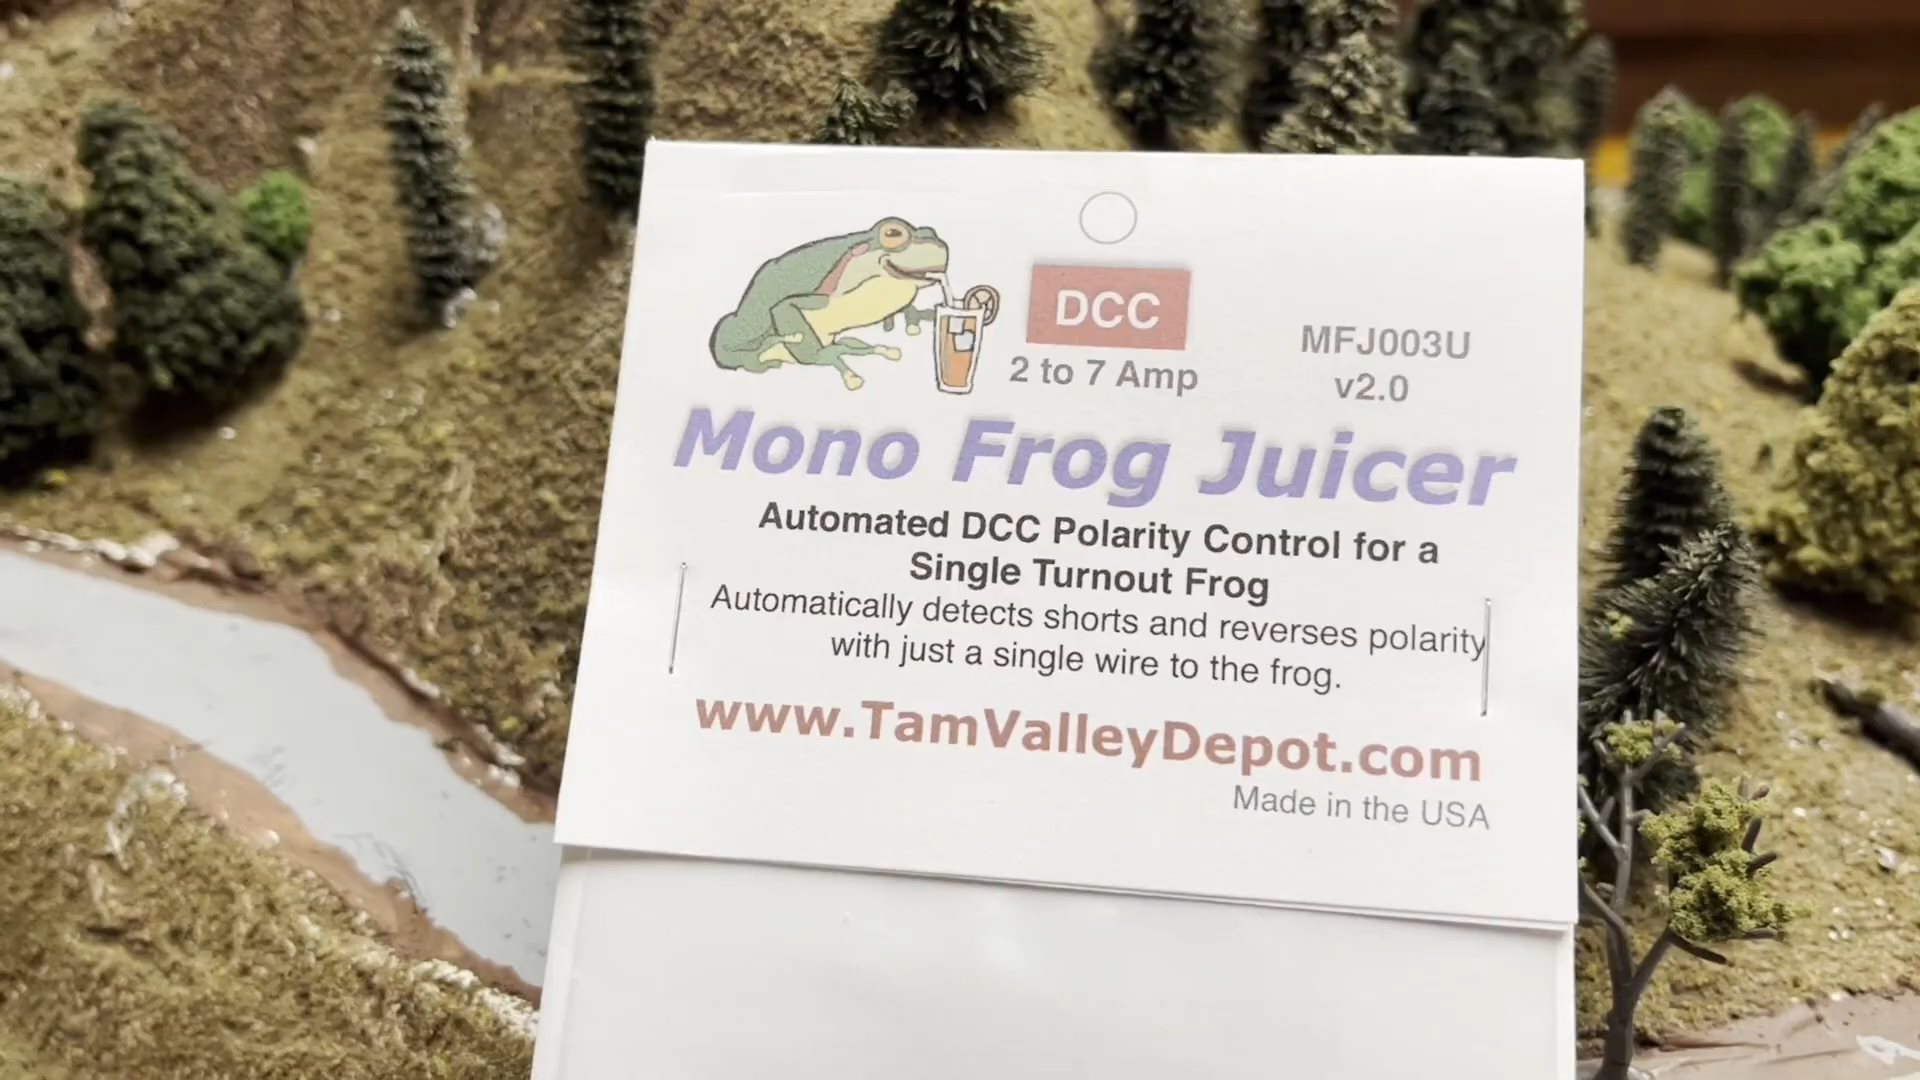 DCC
2 to 7 Amp
MFJ003U
v2.0
Mono Frog Juicer
Automated DCC Polarity Control for a
Single Turnout Frog
Automatically detects shorts and reverses polarity
with just a single wire to the frog.
www.TamValleyDepot.com
Made in the USA